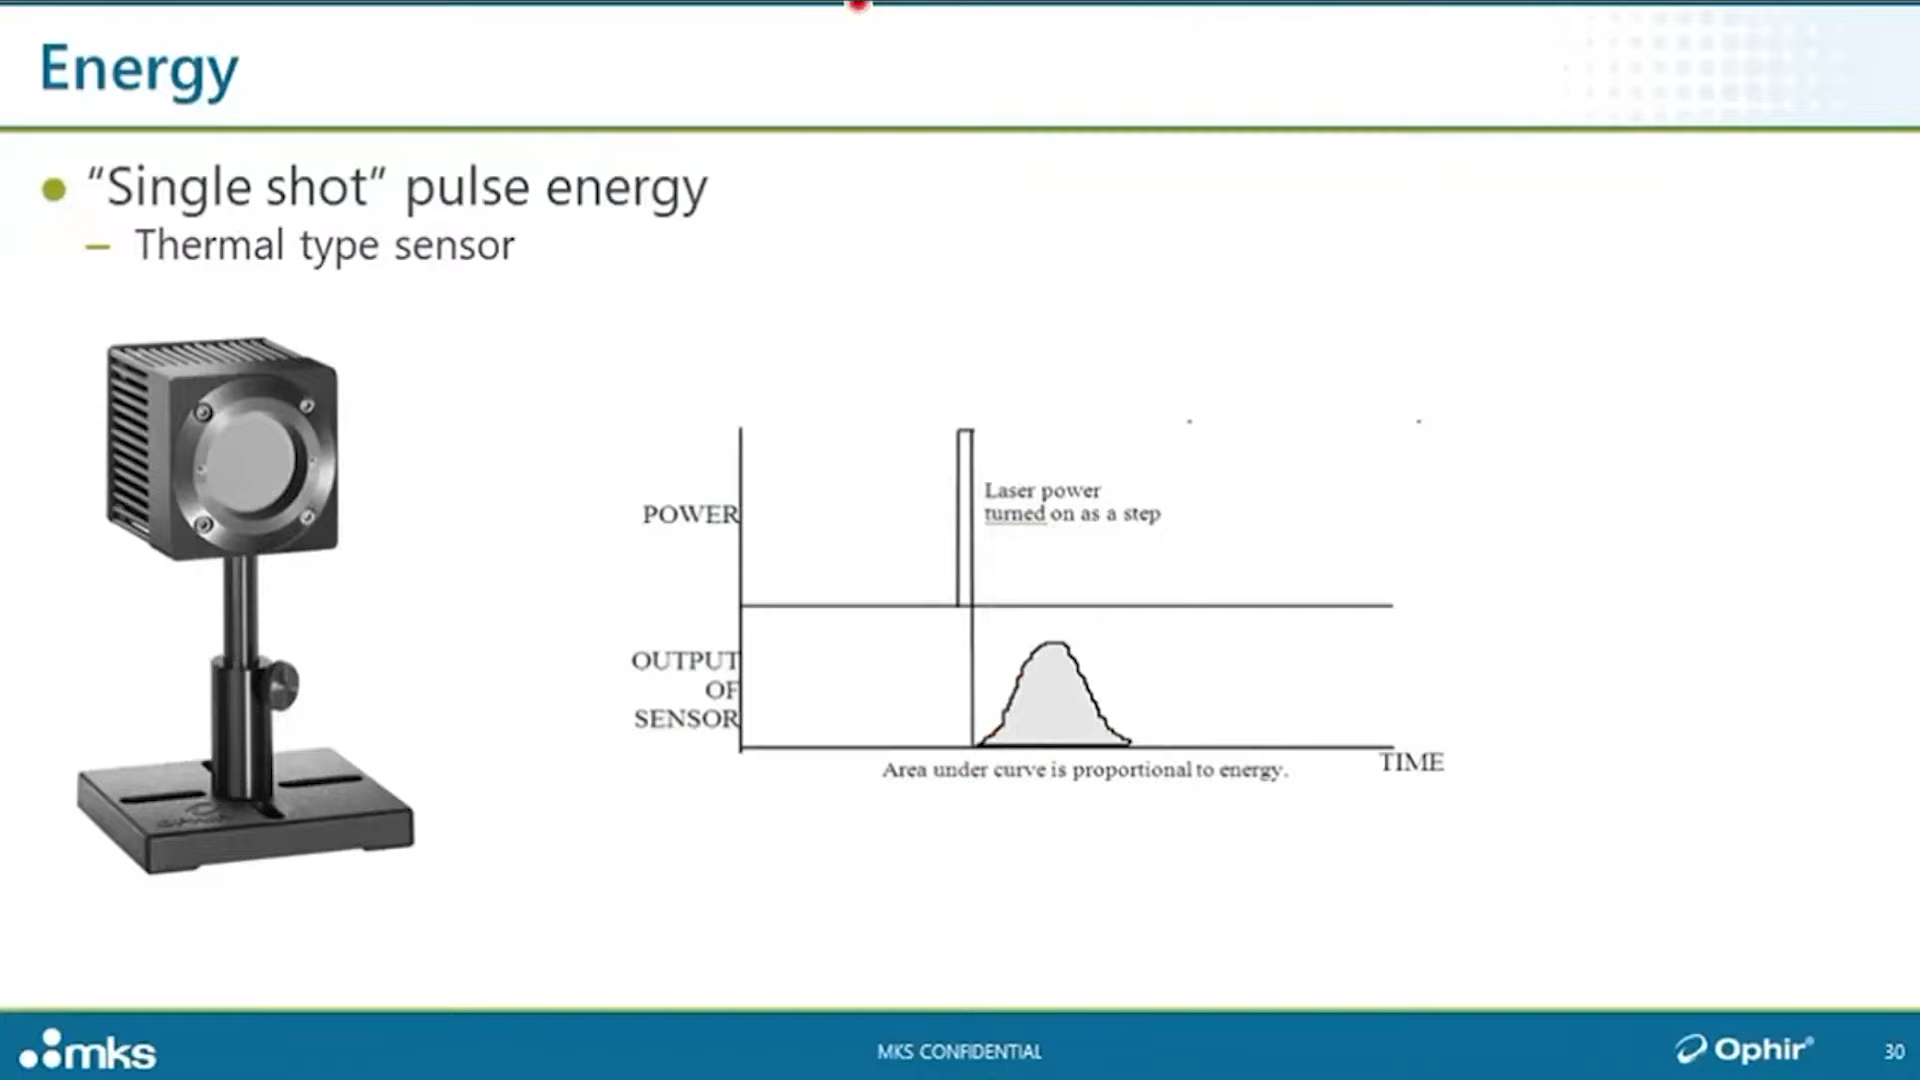 Energy
“Single shot” pulse energy
– Thermal type sensor
POWER
Laser power
turned on as a step
OUTPUT
OF
SENSOR
TIME
Area under curve is proportional to energy.
mks
MKS CONFIDENTIAL
Ophir®
30